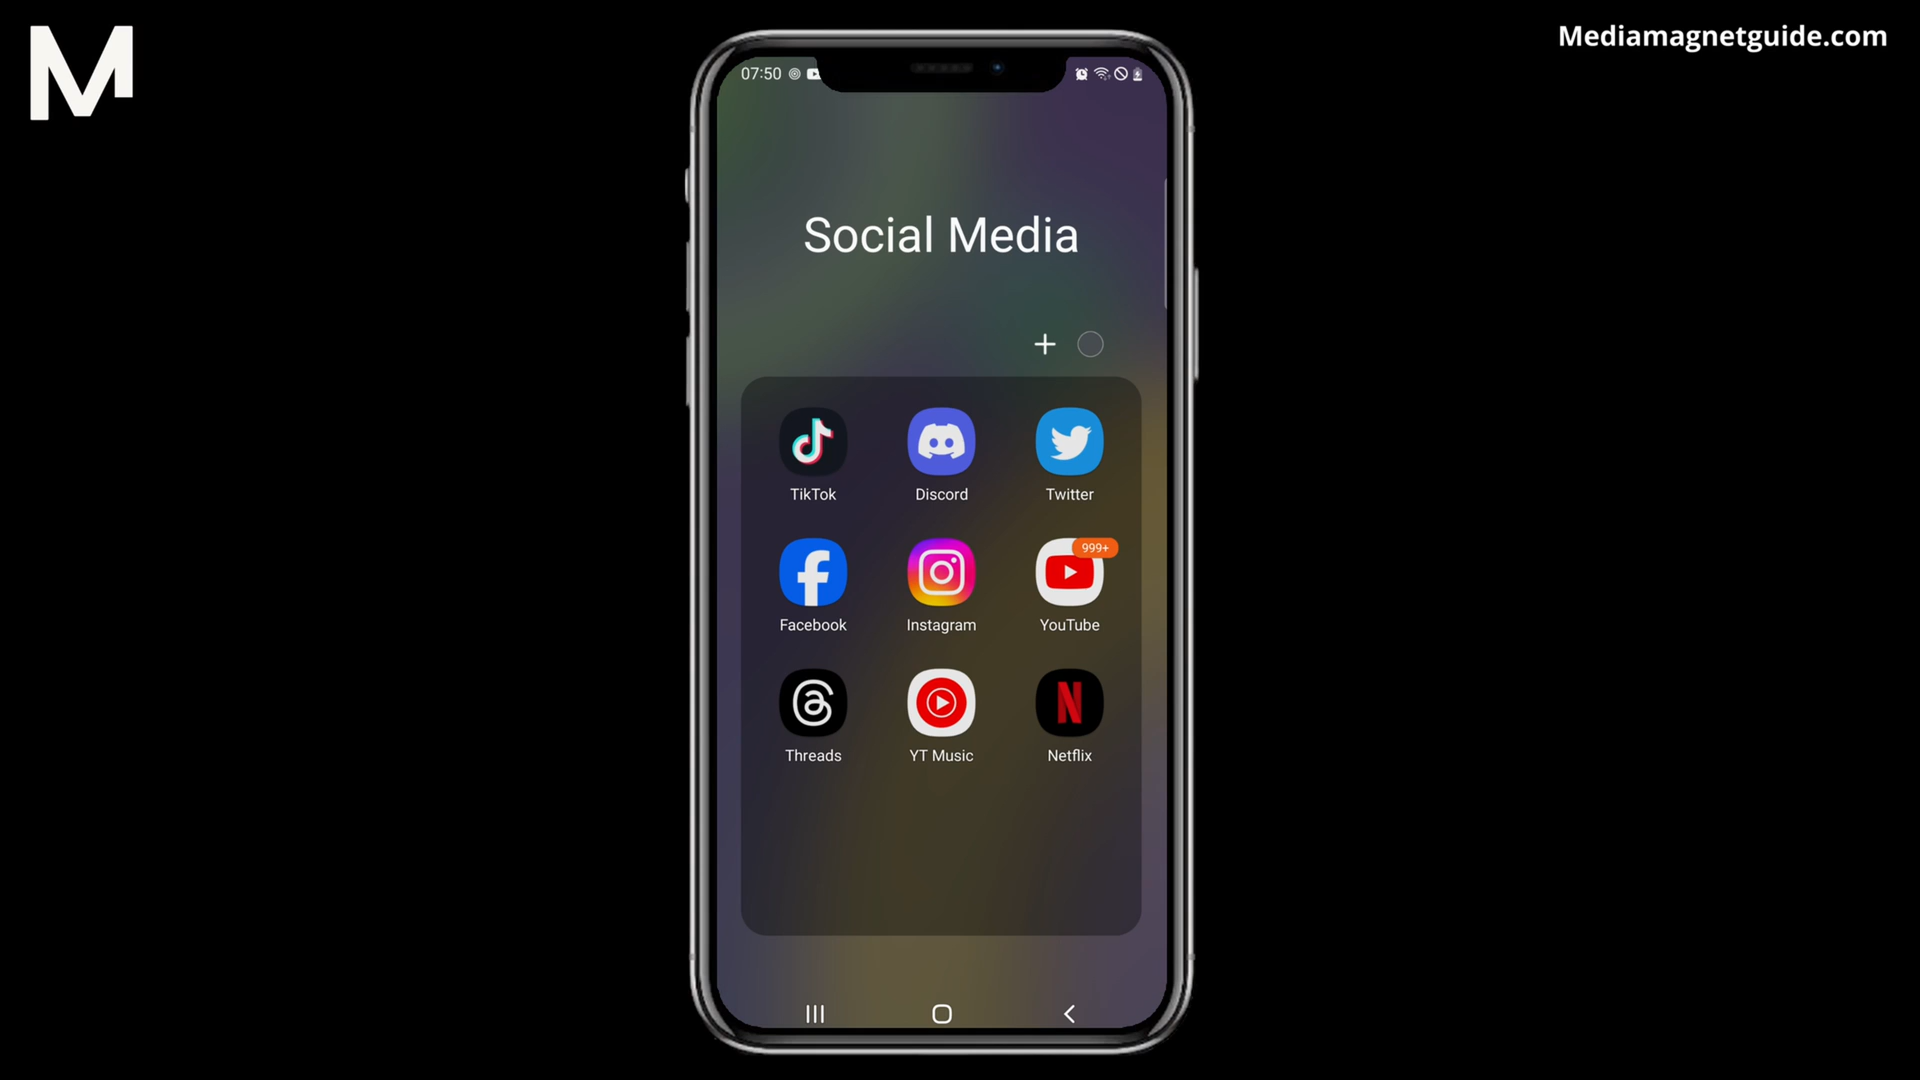 M
Mediamagnetguide.com
07:50
Social Media
TikTok
Discord
Twitter
999+
Facebook
Instagram
YouTube
Threads
YT Music
Netflix